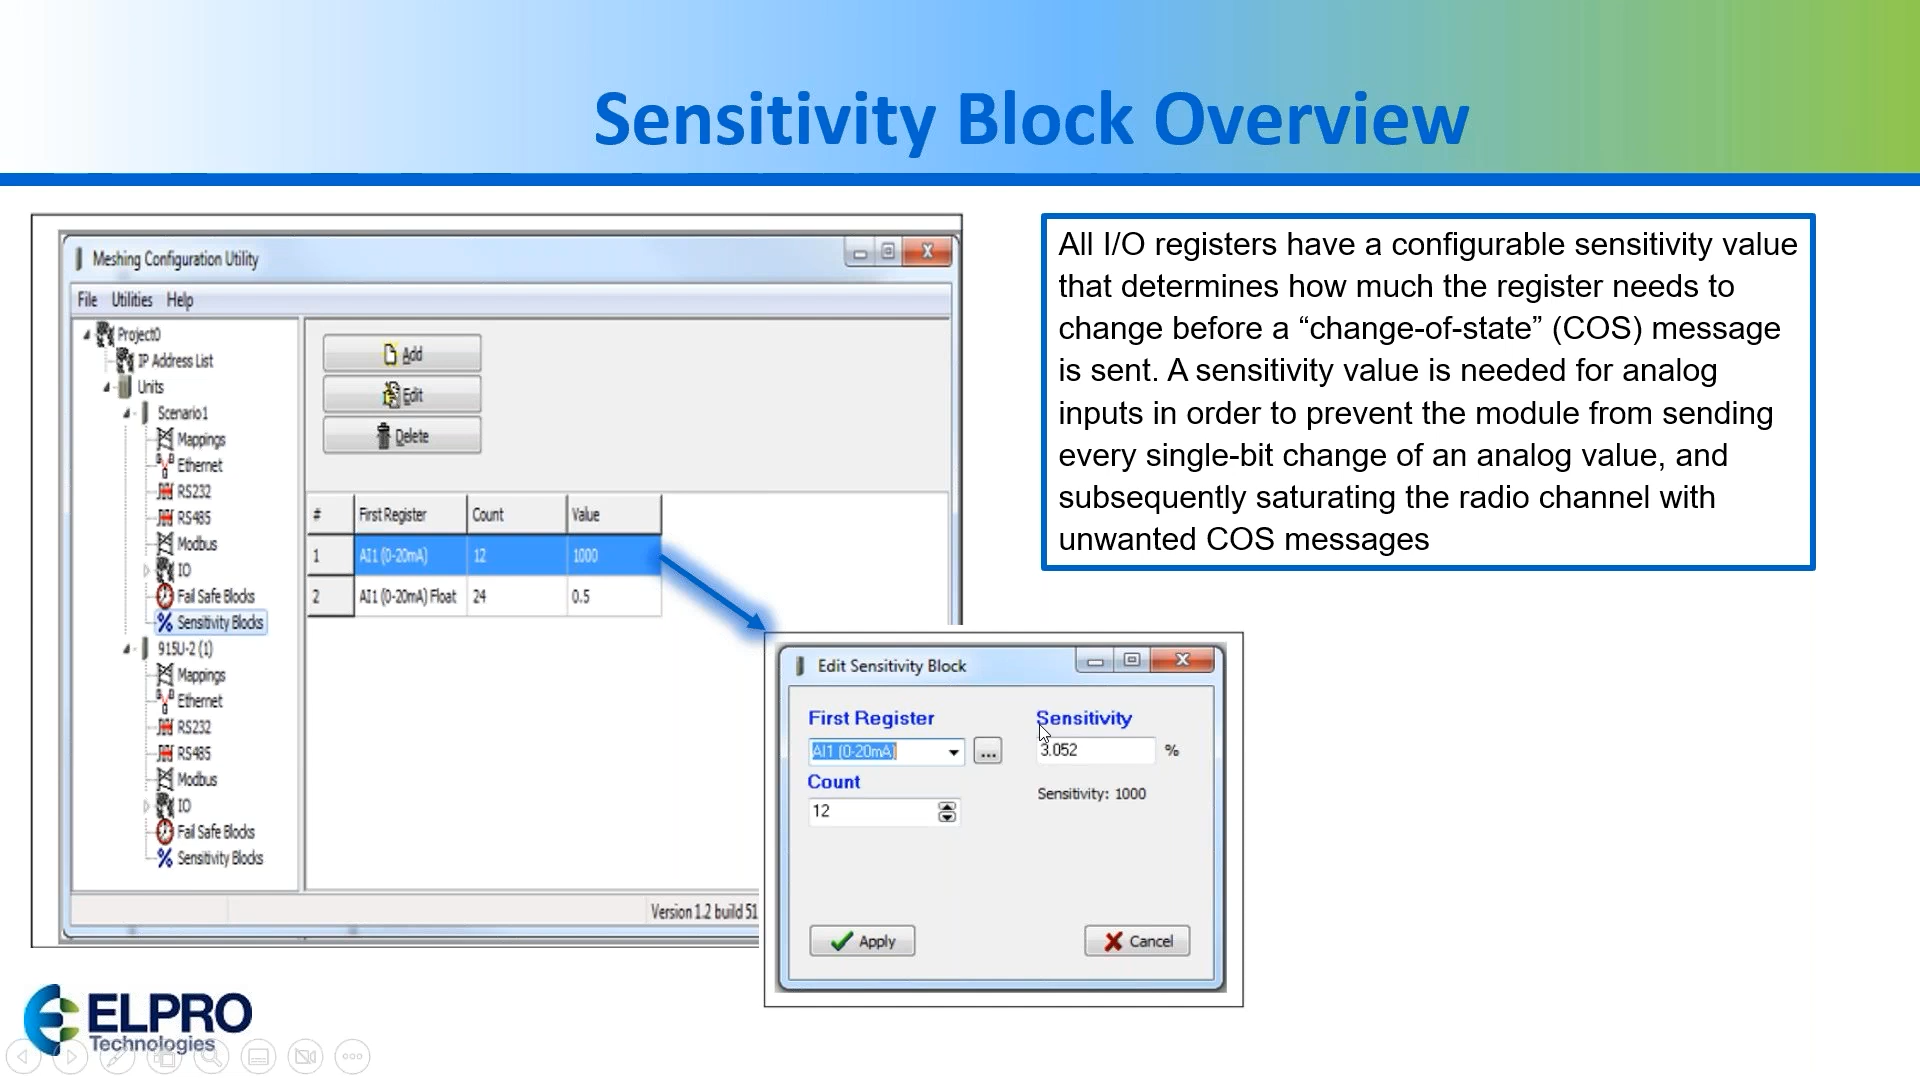 Sensitivity Block Overview
Meshing Configuration Utility
File Utilities Help
Project0
IP Address List
Units
Scenario1
Mappings
Ethernet
RS232
RS485
Modbus
IO
Fail Safe Blocks
Sensitivity Blocks
915U-2 (1)
Mappings
Ethernet
RS232
RS485
Modbus
IO
Fail Safe Blocks
Sensitivity Blocks
Add
Edit
Delete
# First Register Count Value
1 AI1 (0-20mA) 12 1000
2 AI1 (0-20mA) Float 24 0.5
Version 1.2 build 51
Edit Sensitivity Block
First Register
AI1 (0-20mA)
...
Count
12
Sensitivity
3.052 %
Sensitivity: 1000
Apply
Cancel
All I/O registers have a configurable sensitivity value
that determines how much the register needs to
change before a “change-of-state” (COS) message
is sent. A sensitivity value is needed for analog
inputs in order to prevent the module from sending
every single-bit change of an analog value, and
subsequently saturating the radio channel with
unwanted COS messages
ELPRO
Technologies